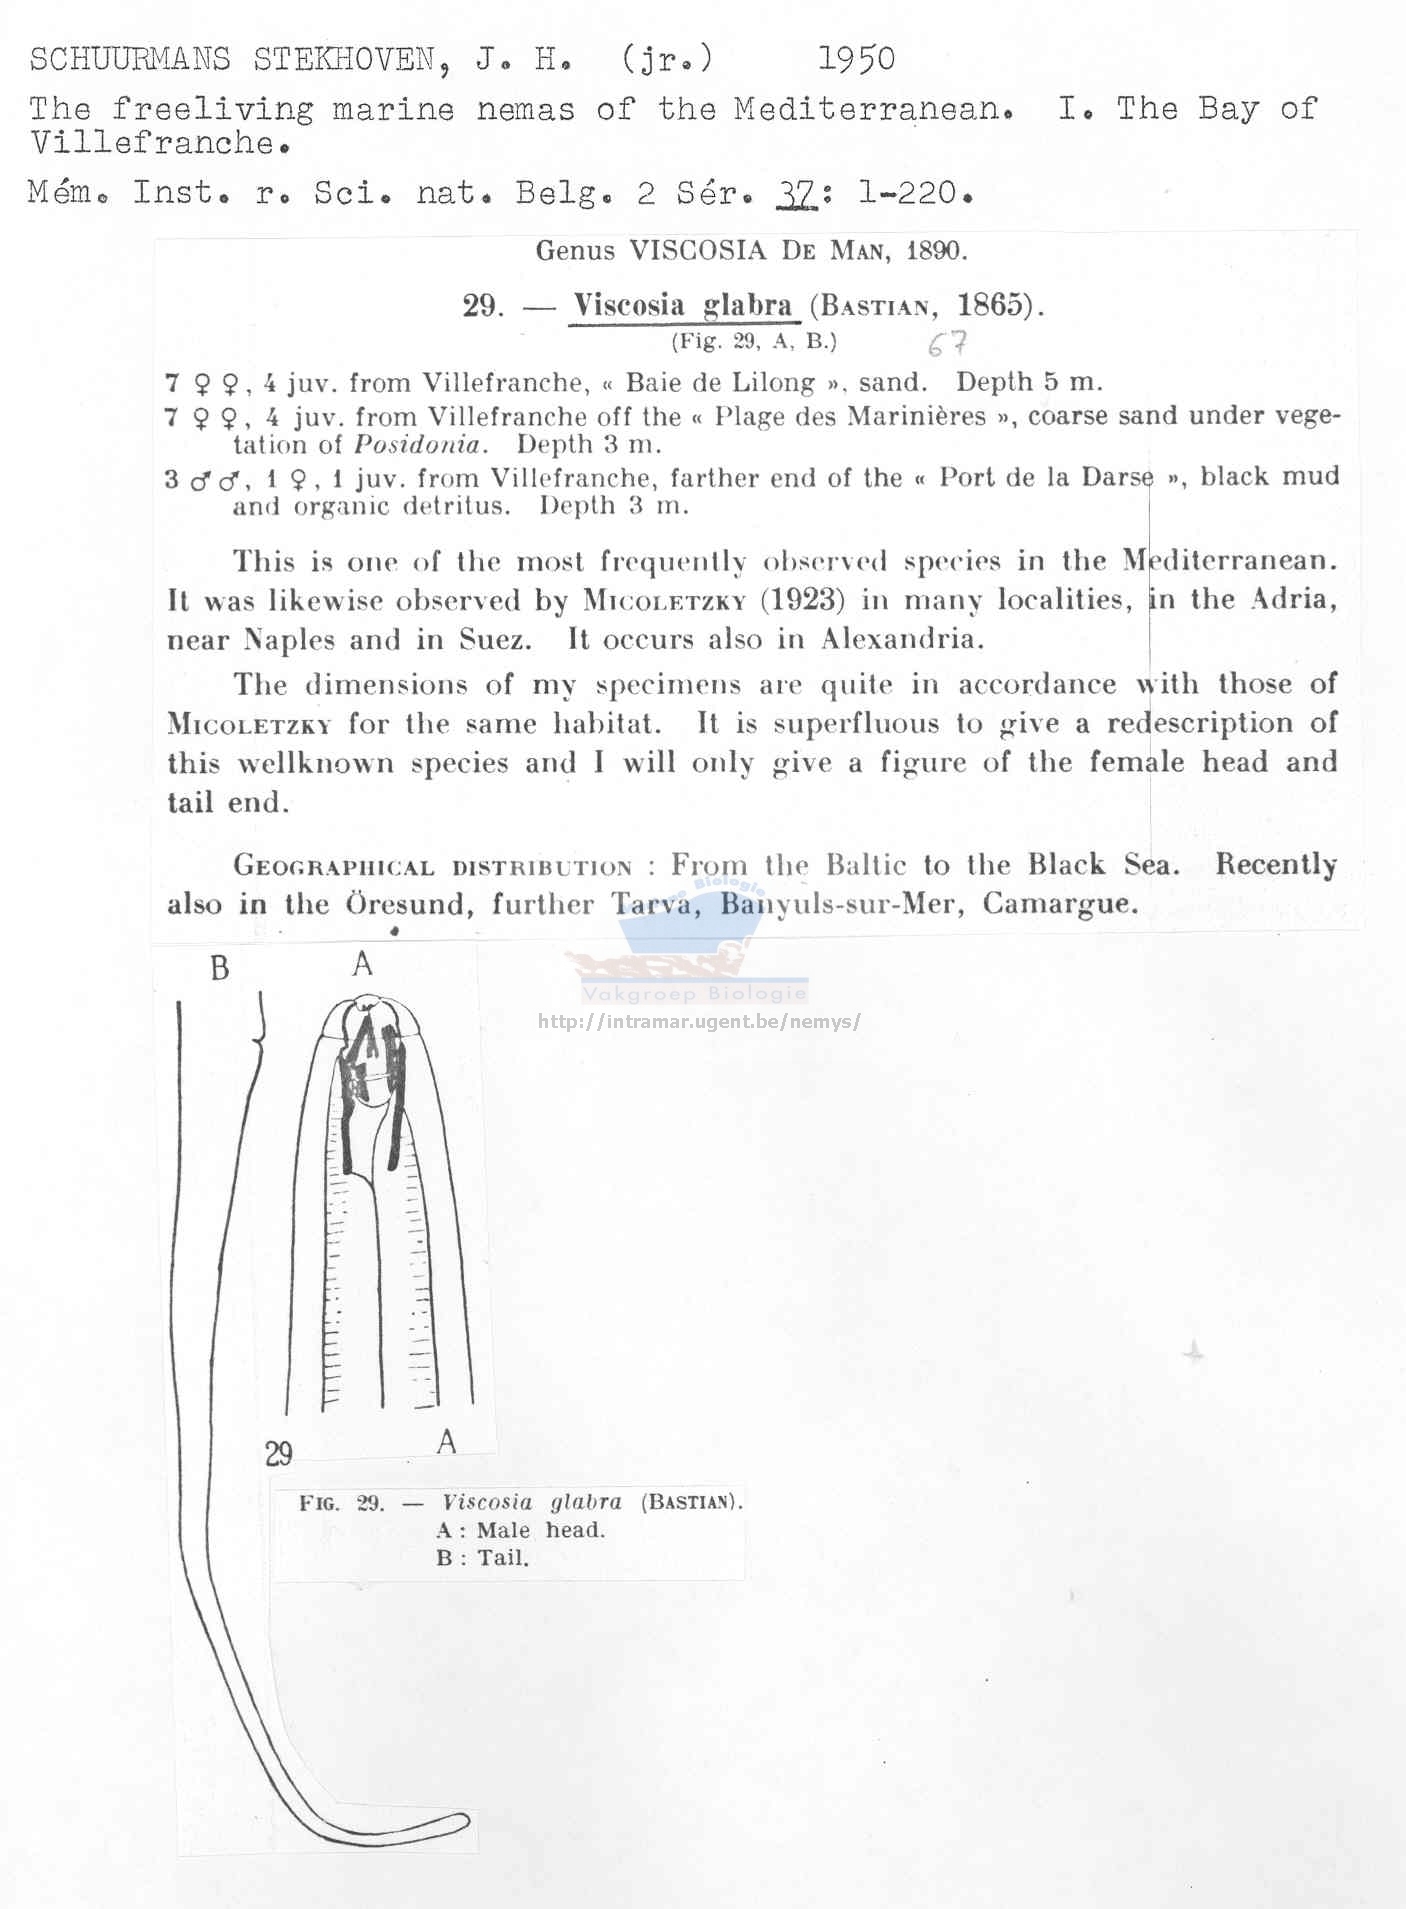 SCHUURMANS STEKHOVEN, J. H. (jr.) 1950
The freeliving marine nemas of the Mediterranean. I. The Bay of
Villefranche.
Mém. Inst. r. Sci. nat. Belg. 2 Sér. 37: 1-220.
Genus VISCOSIA DE MAN, 1890.
29. — Viscosia glabra (BASTIAN, 1865).
(Fig. 29, A, B.) 67
7 ♀ ♀, 4 juv. from Villefranche, « Baie de Lilong », sand. Depth 5 m.
7 ♀ ♀, 4 juv. from Villefranche off the « Plage des Marinières », coarse sand under vege-
tation of Posidonia. Depth 3 m.
3 ♂ ♂, 1 ♀, 1 juv. from Villefranche, farther end of the « Port de la Darse », black mud
and organic detritus. Depth 3 m.
This is one of the most frequently observed species in the Mediterranean.
It was likewise observed by MICOLETZKY (1923) in many localities, in the Adria,
near Naples and in Suez. It occurs also in Alexandria.
The dimensions of my specimens are quite in accordance with those of
MICOLETZKY for the same habitat. It is superfluous to give a redescription of
this wellknown species and I will only give a figure of the female head and
tail end.
GEOGRAPHICAL DISTRIBUTION : From the Baltic to the Black Sea. Recently
also in the Öresund, further Tarva, Banyuls-sur-Mer, Camargue.
Vakgroep Biologie
http://intramar.ugent.be/nemys/
B A
29 A
FIG. 29. — Viscosia glabra (BASTIAN).
A : Male head.
B : Tail.